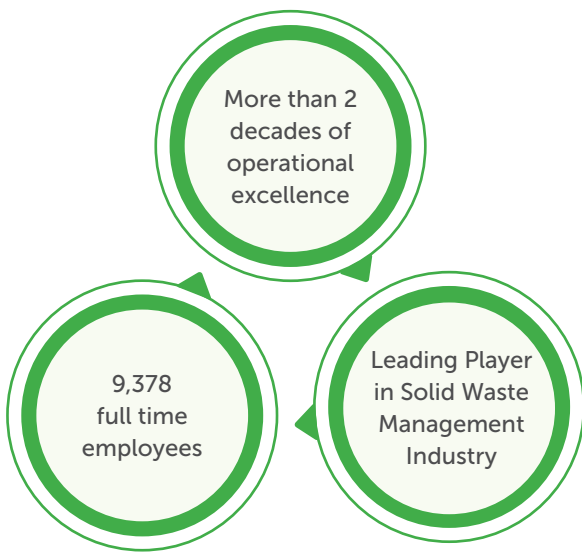 More than 2
decades of
operational
excellence
9,378
full time
employees
Leading Player
in Solid Waste
Management
Industry